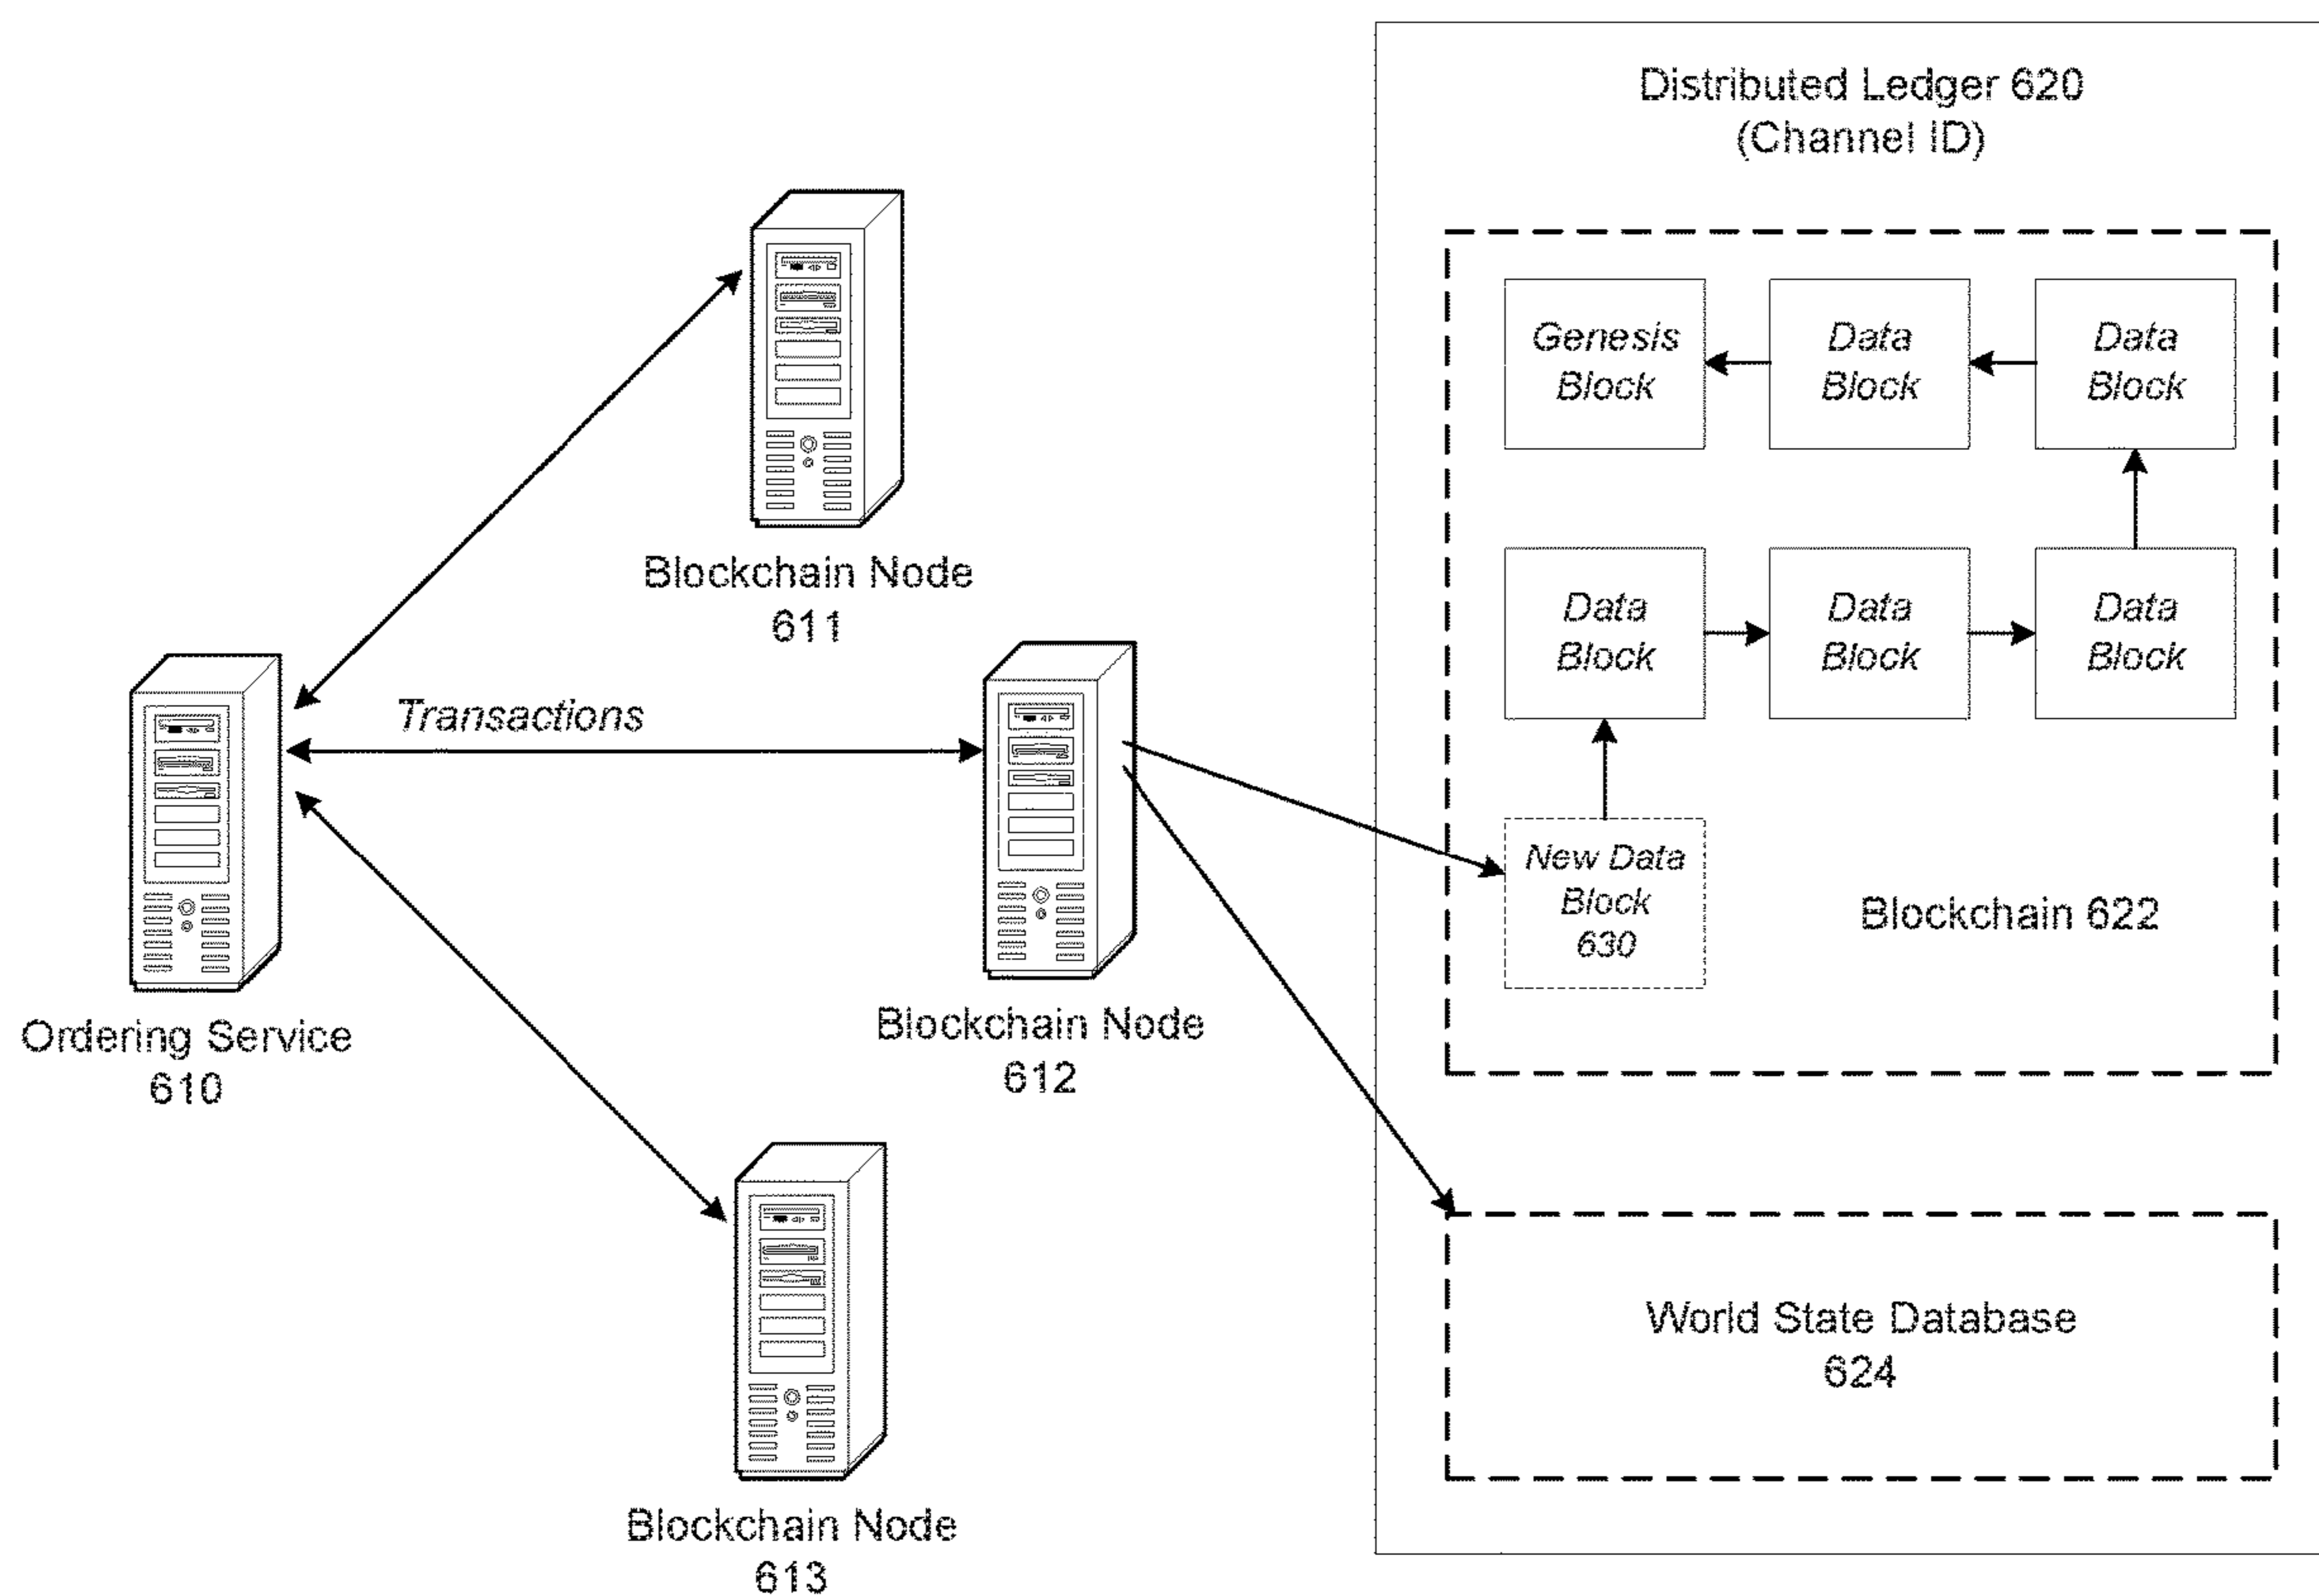 Distributed Ledger 620
(Channel ID)
Genesis
Block
Data
Block
Data
Block
Blockchain Node
611
Data
Block
Data
Block
Data
Block
Transactions
New Data
Block
630
Blockchain 622
Ordering Service
610
Blockchain Node
612
World State Database
624
Blockchain Node
613